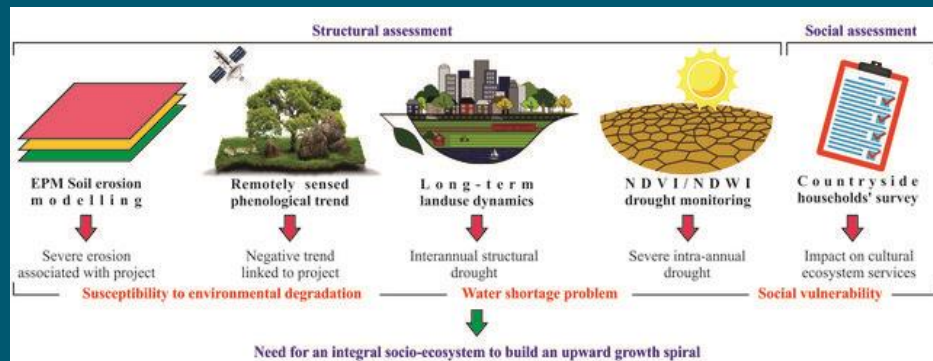 Structural assessment
Social assessment
EPM Soil erosion
modelling
Remotely sensed
phenological trend
Long-term
landuse dynamics
NDVI/NDWI
drought monitoring
Countryside
households' survey
Severe erosion
associated with project
Negative trend
linked to project
Interannual structural
drought
Severe intra-annual
drought
Impact on cultural
ecosystem services
Susceptibility to environmental degradation
Water shortage problem
Social vulnerability
Need for an integral socio-ecosystem to build an upward growth spiral